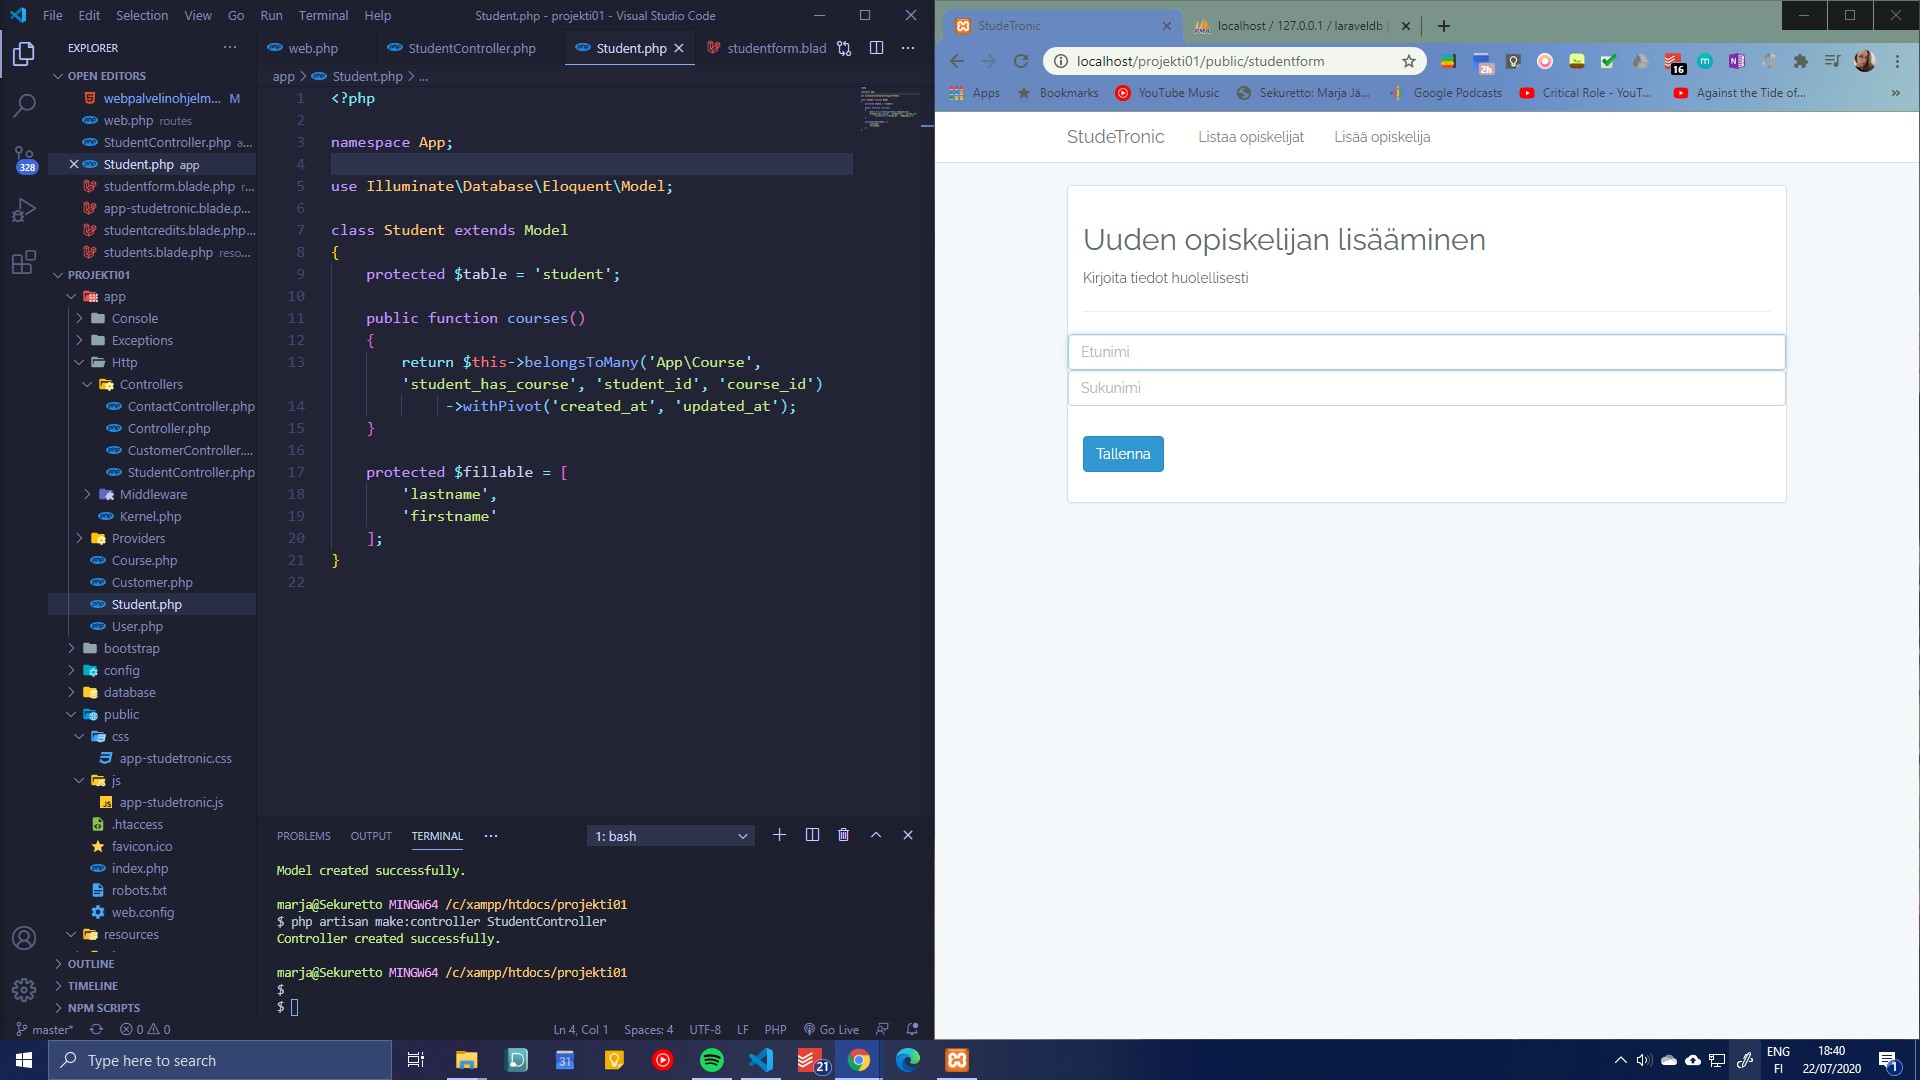 File Edit Selection View Go Run Terminal Help
Student.php - projekti01 - Visual Studio Code
EXPLORER
OPEN EDITORS
webpalvelinohjelm... M
web.php routes
StudentController.php a...
Student.php app
studentform.blade.php r...
app-studetronic.blade.p...
studentcredits.blade.php...
students.blade.php reso...
328
PROJEKTI01
app
Console
Exceptions
Http
Controllers
ContactController.php
Controller.php
CustomerController....
StudentController.php
Middleware
Kernel.php
Providers
Course.php
Customer.php
Student.php
User.php
bootstrap
config
database
public
css
app-studetronic.css
js
app-studetronic.js
.htaccess
favicon.ico
index.php
robots.txt
web.config
resources
OUTLINE
TIMELINE
NPM SCRIPTS
web.php
StudentController.php
Student.php
studentform.blad
app > Student.php > ...
1 <?php
2
3 namespace App;
4
5 use Illuminate\Database\Eloquent\Model;
6
7 class Student extends Model
8 {
9 protected $table = 'student';
10
11 public function courses()
12 {
13 return $this->belongsToMany('App\Course',
'student_has_course', 'student_id', 'course_id')
14 ->withPivot('created_at', 'updated_at');
15 }
16
17 protected $fillable = [
18 'lastname',
19 'firstname'
20 ];
21 }
22
PROBLEMS OUTPUT TERMINAL ...
1: bash
Model created successfully.
marja@Sekuretto MINGW64 /c/xampp/htdocs/projekti01
$ php artisan make:controller StudentController
Controller created successfully.
marja@Sekuretto MINGW64 /c/xampp/htdocs/projekti01
$
$
master* 0 0 Ln 4, Col 1 Spaces: 4 UTF-8 LF PHP Go Live
StudeTronic
localhost / 127.0.0.1 / laraveldb
localhost/projekti01/public/studentform
2h
16
Apps
Bookmarks
YouTube Music
Sekuretto: Marja Jä...
Google Podcasts
Critical Role - YouT...
Against the Tide of...
StudeTronic Listaa opiskelijat Lisää opiskelija
Uuden opiskelijan lisääminen
Kirjoita tiedot huolellisesti
Etunimi
Sukunimi
Tallenna
Type here to search
31
21
ENG
FI
18:40
22/07/2020
1